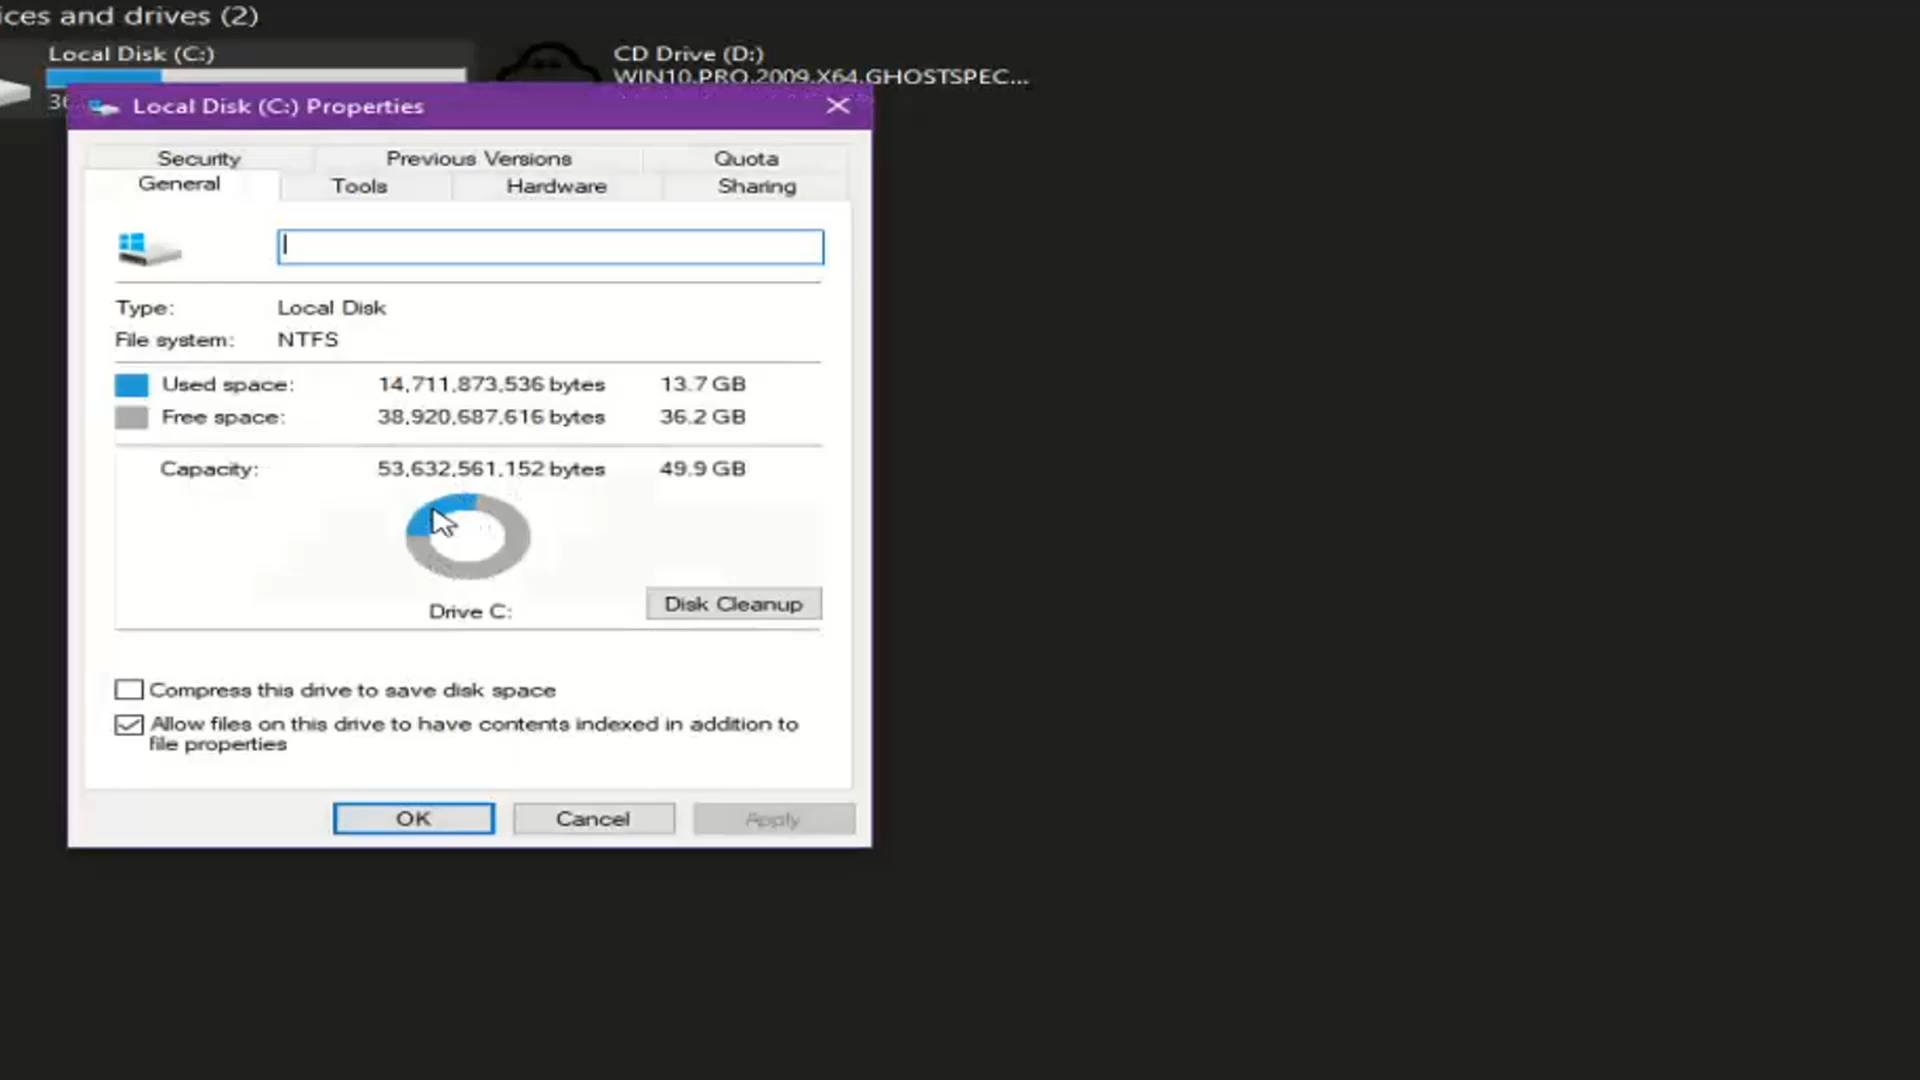 ices and drives (2)
Local Disk (C:)
CD Drive (D:)
WIN10.PRO.2009.X64.GHOSTSPEC...
36
Local Disk (C:) Properties
Security Previous Versions Quota
General Tools Hardware Sharing
Type: Local Disk
File system: NTFS
Used space: 14,711,873,536 bytes 13.7 GB
Free space: 38,920,687,616 bytes 36.2 GB
Capacity: 53,632,561,152 bytes 49.9 GB
Drive C:
Disk Cleanup
Compress this drive to save disk space
Allow files on this drive to have contents indexed in addition to
file properties
OK Cancel Apply